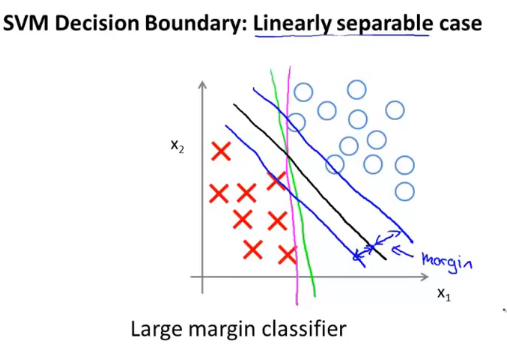 SVM Decision Boundary: Linearly separable case
x₂
margin
x₁
Large margin classifier